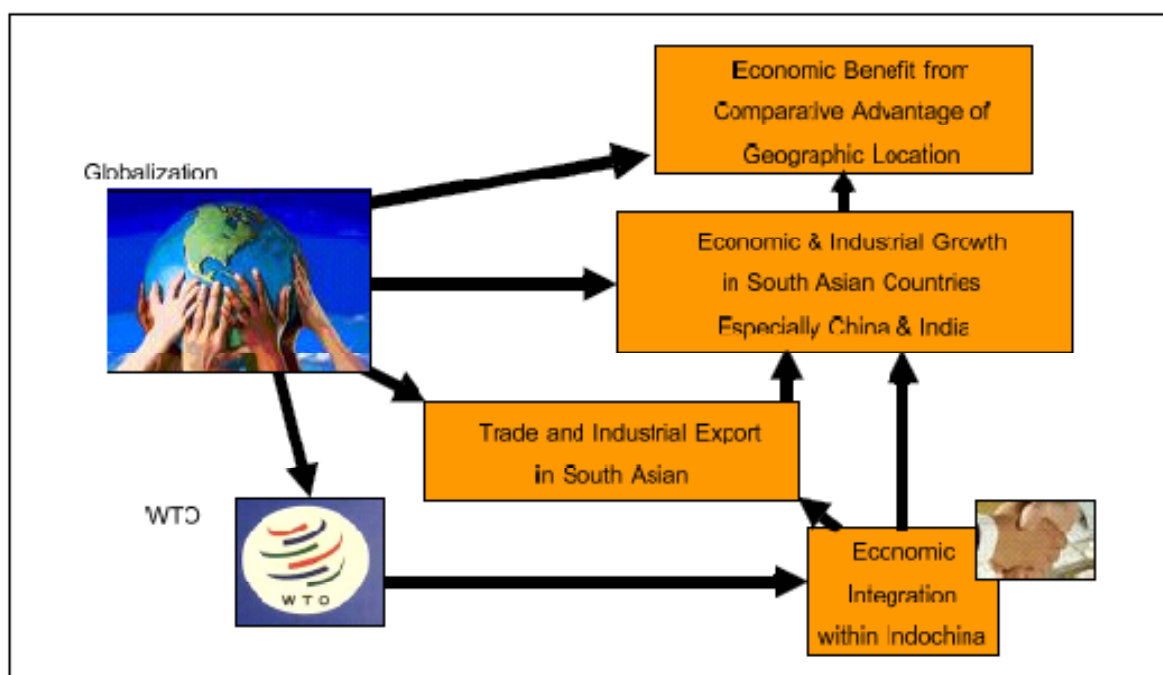 Economic Benefit from
Comparative Advantage of
Geographic Location
Globalization
Economic & Industrial Growth
in South Asian Countries
Especially China & India
Trade and Industrial Export
in South Asian
WTO
WTO
Economic
Integration
within Indochina